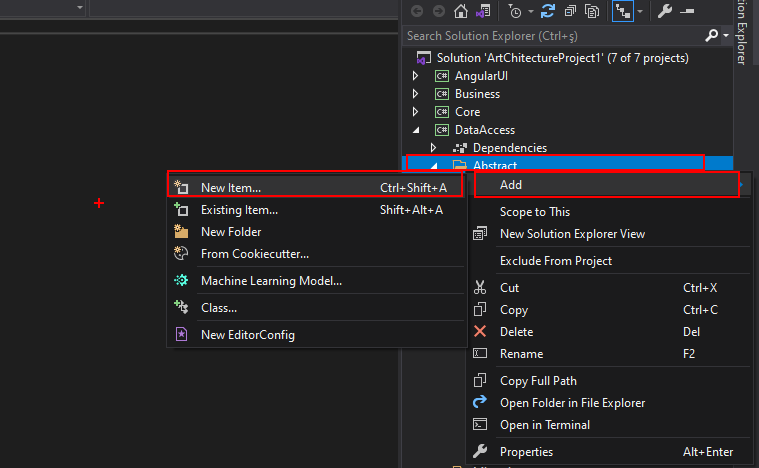 Search Solution Explorer (Ctrl+ş)
Solution Explorer
Solution 'ArtChitectureProject1' (7 of 7 projects)
C# AngularUI
C# Business
C# Core
C# DataAccess
Dependencies
Abstract
New Item... Ctrl+Shift+A
Existing Item... Shift+Alt+A
New Folder
From Cookiecutter...
Machine Learning Model...
Class...
New EditorConfig
Add
Scope to This
New Solution Explorer View
Exclude From Project
Cut Ctrl+X
Copy Ctrl+C
Delete Del
Rename F2
Copy Full Path
Open Folder in File Explorer
Open in Terminal
Properties Alt+Enter